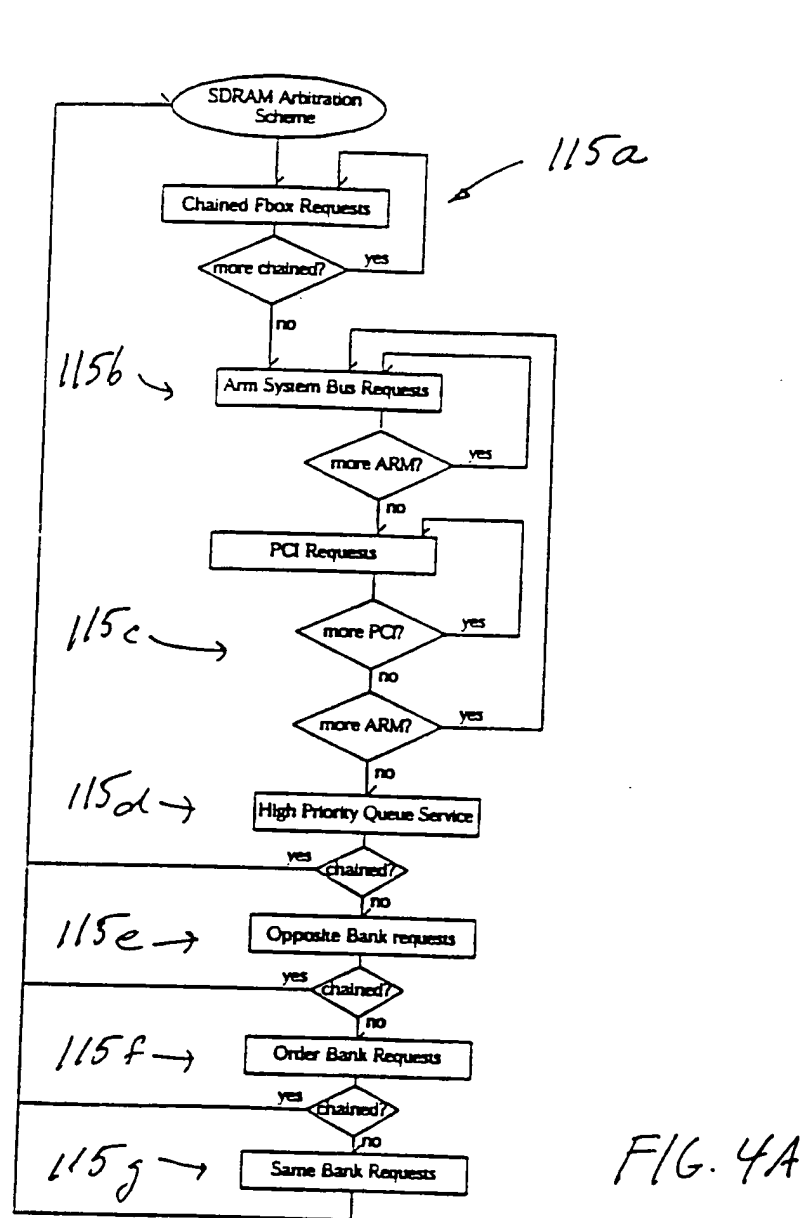 SDRAM Arbitration
Scheme
115a
Chained Fbox Requests
more chained?
yes
no
115b
Arm System Bus Requests
more ARM?
yes
no
PCI Requests
115c
more PCI?
yes
no
more ARM?
yes
no
115d
High Priority Queue Service
yes
chained?
no
115e
Opposite Bank requests
yes
chained?
no
115f
Order Bank Requests
yes
chained?
no
115g
Same Bank Requests
FIG. 4A